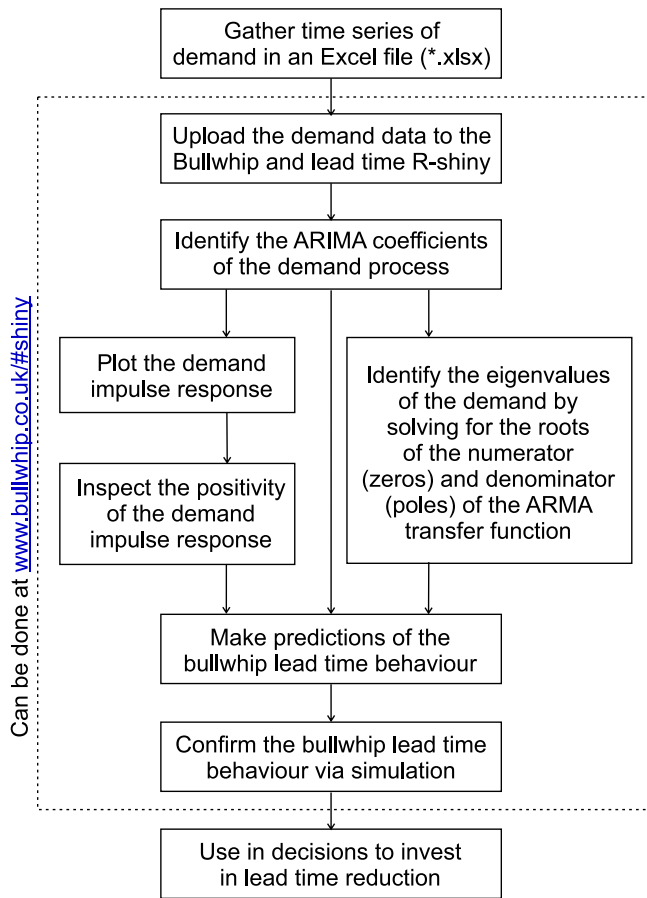 Gather time series of
demand in an Excel file (*.xlsx)
Upload the demand data to the
Bullwhip and lead time R-shiny
Identify the ARIMA coefficients
of the demand process
Plot the demand
impulse response
Inspect the positivity
of the demand
impulse response
Identify the eigenvalues
of the demand by
solving for the roots
of the numerator
(zeros) and denominator
(poles) of the ARMA
transfer function
Make predictions of the
bullwhip lead time behaviour
Confirm the bullwhip lead time
behaviour via simulation
Use in decisions to invest
in lead time reduction
Can be done at www.bullwhip.co.uk/#shiny